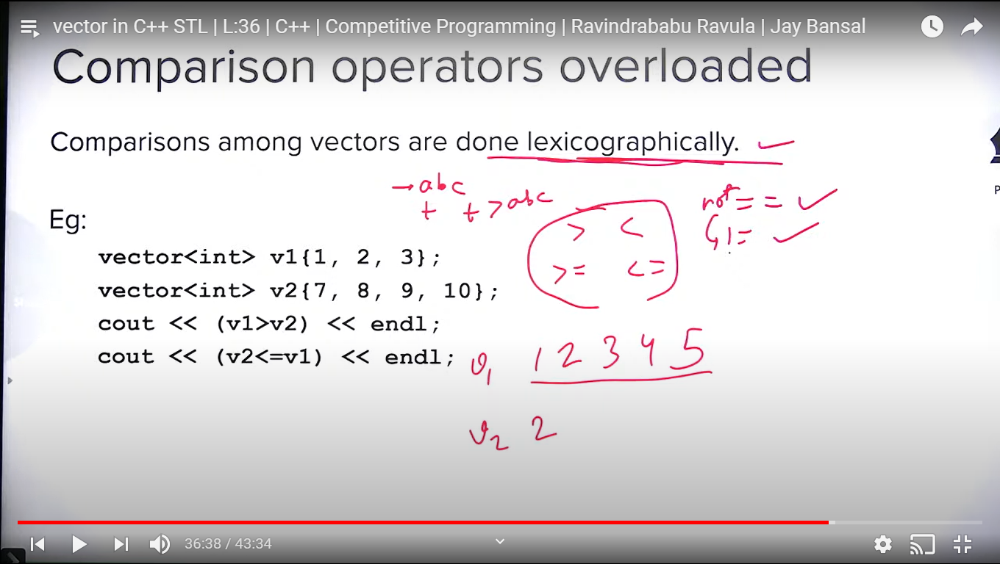 vector in C++ STL | L:36 | C++ | Competitive Programming | Ravindrababu Ravula | Jay Bansal
Comparison operators overloaded
Comparisons among vectors are done lexicographically.
→abc
t t > abc
not = =
!=
> <
>= <=
Eg:
vector<int> v1{1, 2, 3};
vector<int> v2{7, 8, 9, 10};
cout << (v1>v2) << endl;
cout << (v2<=v1) << endl;
v1 1 2 3 4 5
v2 2
P
36:38 / 43:34